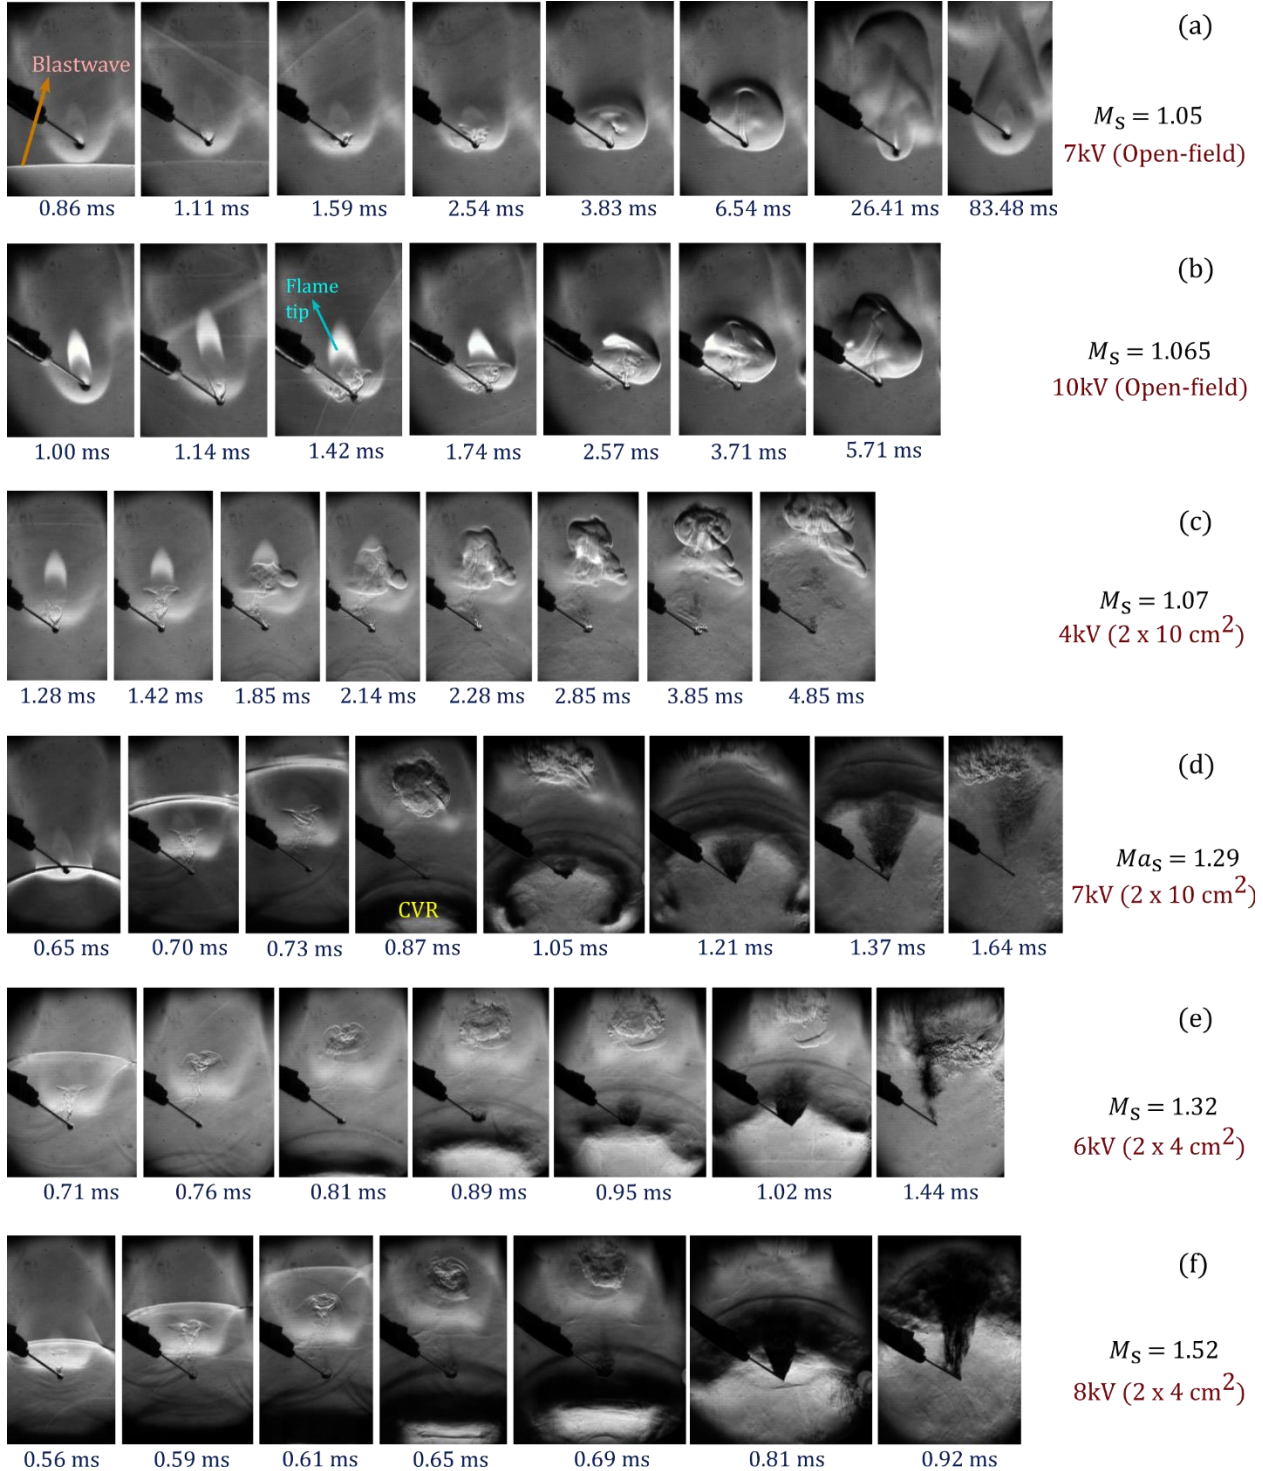 (a)
Blastwave
M_S = 1.05
7kV (Open-field)
0.86 ms 1.11 ms 1.59 ms 2.54 ms 3.83 ms 6.54 ms 26.41 ms 83.48 ms
(b)
Flame
tip
M_S = 1.065
10kV (Open-field)
1.00 ms 1.14 ms 1.42 ms 1.74 ms 2.57 ms 3.71 ms 5.71 ms
(c)
M_S = 1.07
4kV (2 x 10 cm²)
1.28 ms 1.42 ms 1.85 ms 2.14 ms 2.28 ms 2.85 ms 3.85 ms 4.85 ms
(d)
Ma_S = 1.29
7kV (2 x 10 cm²)
CVR
0.65 ms 0.70 ms 0.73 ms 0.87 ms 1.05 ms 1.21 ms 1.37 ms 1.64 ms
(e)
M_S = 1.32
6kV (2 x 4 cm²)
0.71 ms 0.76 ms 0.81 ms 0.89 ms 0.95 ms 1.02 ms 1.44 ms
(f)
M_S = 1.52
8kV (2 x 4 cm²)
0.56 ms 0.59 ms 0.61 ms 0.65 ms 0.69 ms 0.81 ms 0.92 ms